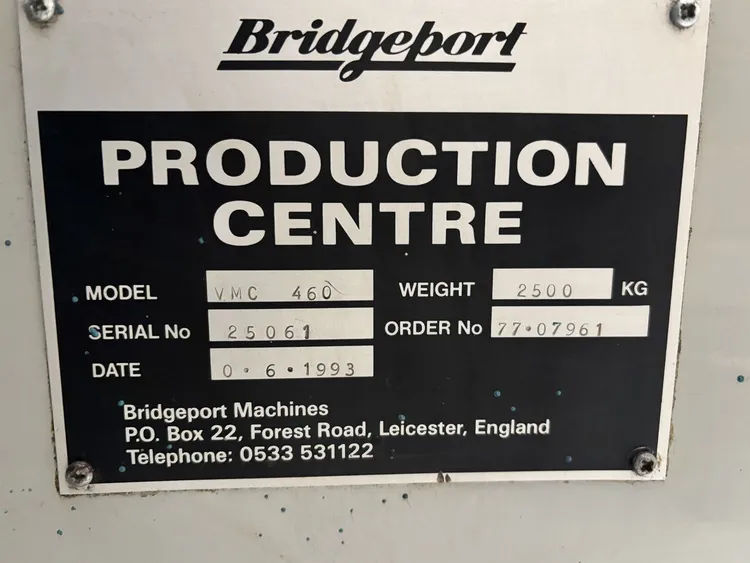 Bridgeport
PRODUCTION
CENTRE
MODEL VMC 460 WEIGHT 2500 KG
SERIAL No 25061 ORDER No 77•07961
DATE 0•6•1993
Bridgeport Machines
P.O. Box 22, Forest Road, Leicester, England
Telephone: 0533 531122